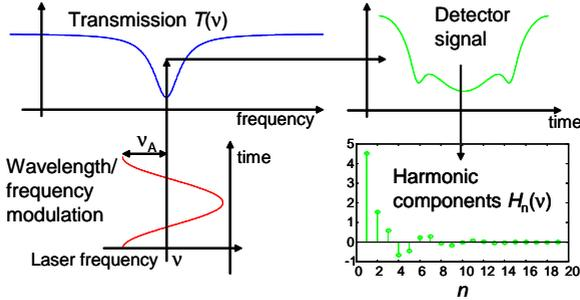 Transmission T(ν)
frequency
Detector
signal
time
ν_A
time
Wavelength/
frequency
modulation
Laser frequency ν
Harmonic
components Hₙ(ν)
5
4
3
2
1
0
-1
0 2 4 6 8 10 12 14 16 18 20
n